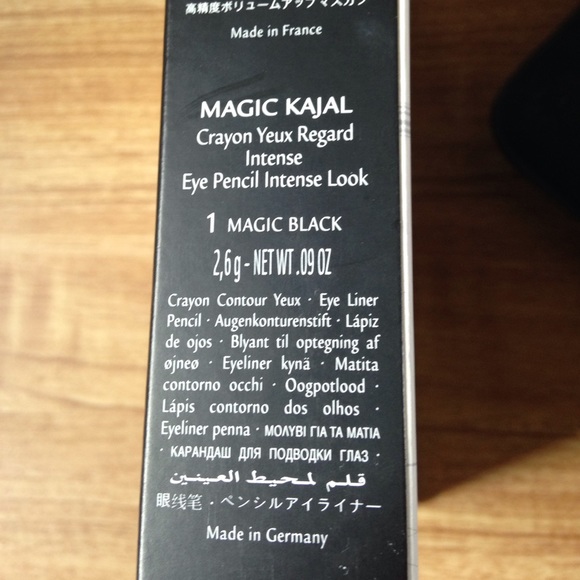 高精度ボリュームアップマスカラ
Made in France
MAGIC KAJAL
Crayon Yeux Regard
Intense
Eye Pencil Intense Look
1 MAGIC BLACK
2,6 g - NET WT .09 OZ
Crayon Contour Yeux · Eye Liner
Pencil · Augenkonturenstift · Lápiz
de ojos · Blyant til optegning af
øjneø · Eyeliner kynä · Matita
contorno occhi · Oogpotlood ·
Lápis contorno dos olhos ·
Eyeliner penna · ΜΟΛΥΒΙ ΓΙΑ ΤΑ ΜΑΤΙΑ
· КАРАНДАШ ДЛЯ ПОДВОДКИ ГЛАЗ ·
قلم لمحيط العينين
眼线笔・ペンシルアイライナー
Made in Germany